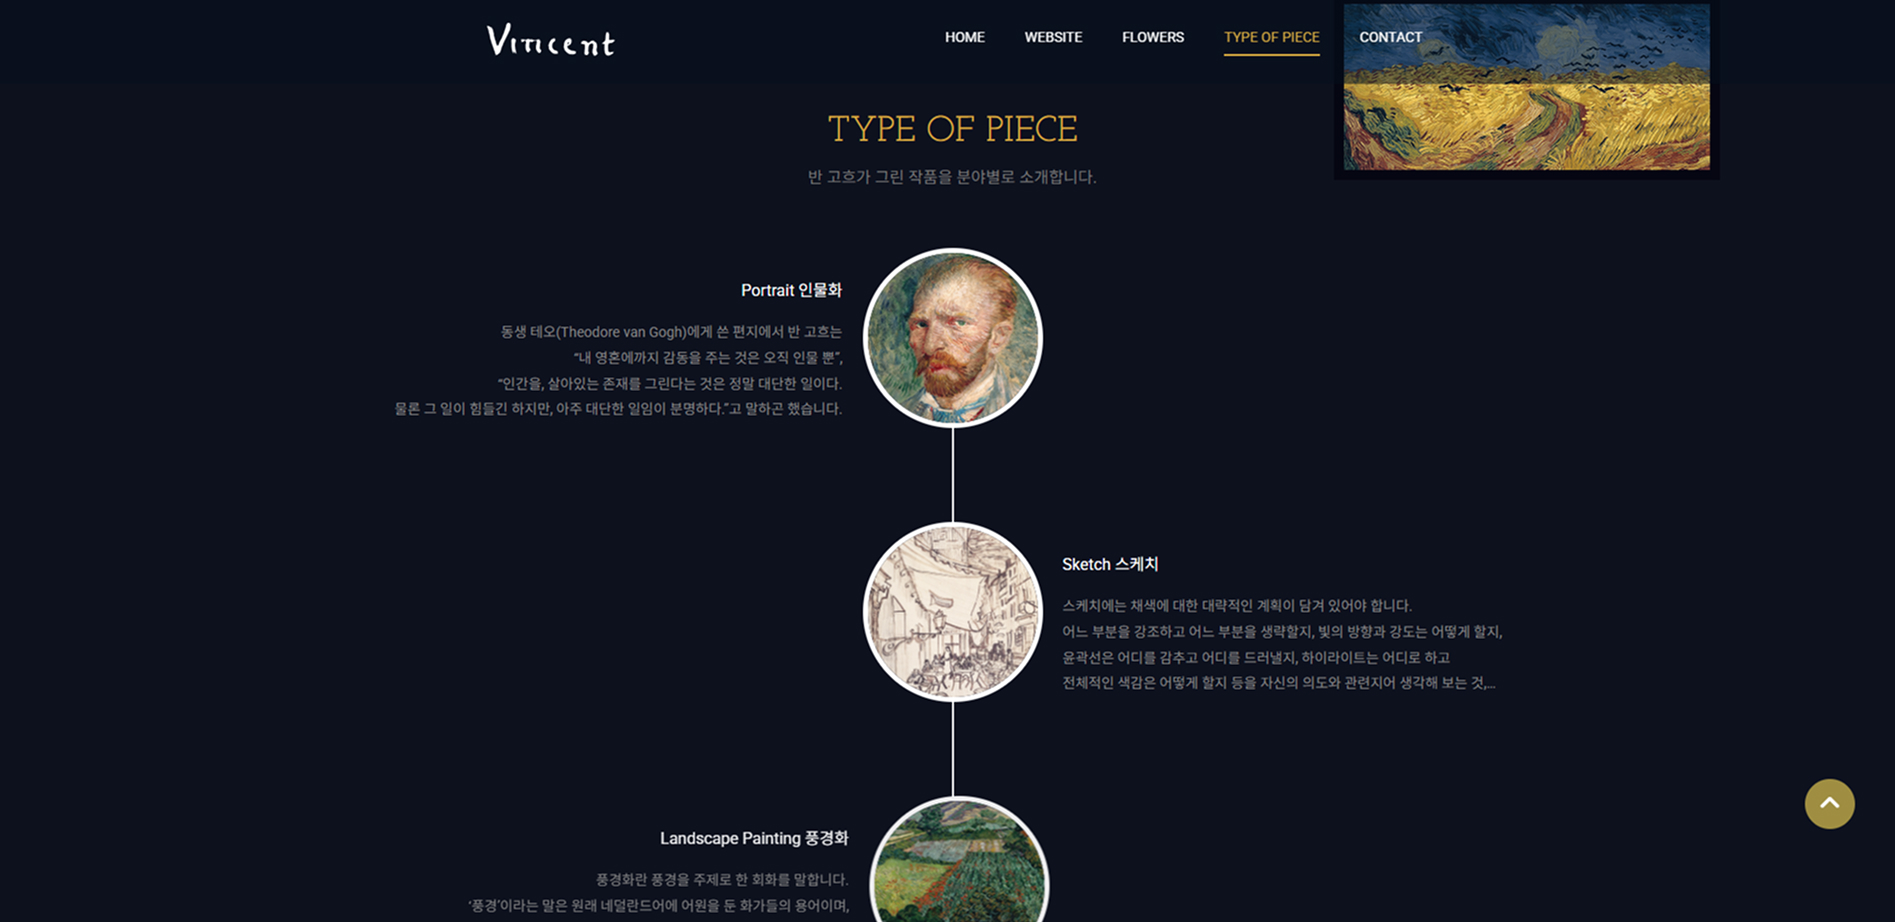 Vincent
HOME WEBSITE FLOWERS TYPE OF PIECE CONTACT
TYPE OF PIECE
반 고흐가 그린 작품을 분야별로 소개합니다.
Portrait 인물화
동생 테오(Theodore van Gogh)에게 쓴 편지에서 반 고흐는
“내 영혼에까지 감동을 주는 것은 오직 인물 뿐”,
“인간을, 살아있는 존재를 그린다는 것은 정말 대단한 일이다.
물론 그 일이 힘들긴 하지만, 아주 대단한 일임이 분명하다.”고 말하곤 했습니다.
Sketch 스케치
스케치에는 채색에 대한 대략적인 계획이 담겨 있어야 합니다.
어느 부분을 강조하고 어느 부분을 생략할지, 빛의 방향과 강도는 어떻게 할지,
윤곽선은 어디를 감추고 어디를 드러낼지, 하이라이트는 어디로 하고
전체적인 색감은 어떻게 할지 등을 자신의 의도와 관련지어 생각해 보는 것,...
Landscape Painting 풍경화
풍경화란 풍경을 주제로 한 회화를 말합니다.
‘풍경’이라는 말은 원래 네덜란드어에 어원을 둔 화가들의 용어이며,